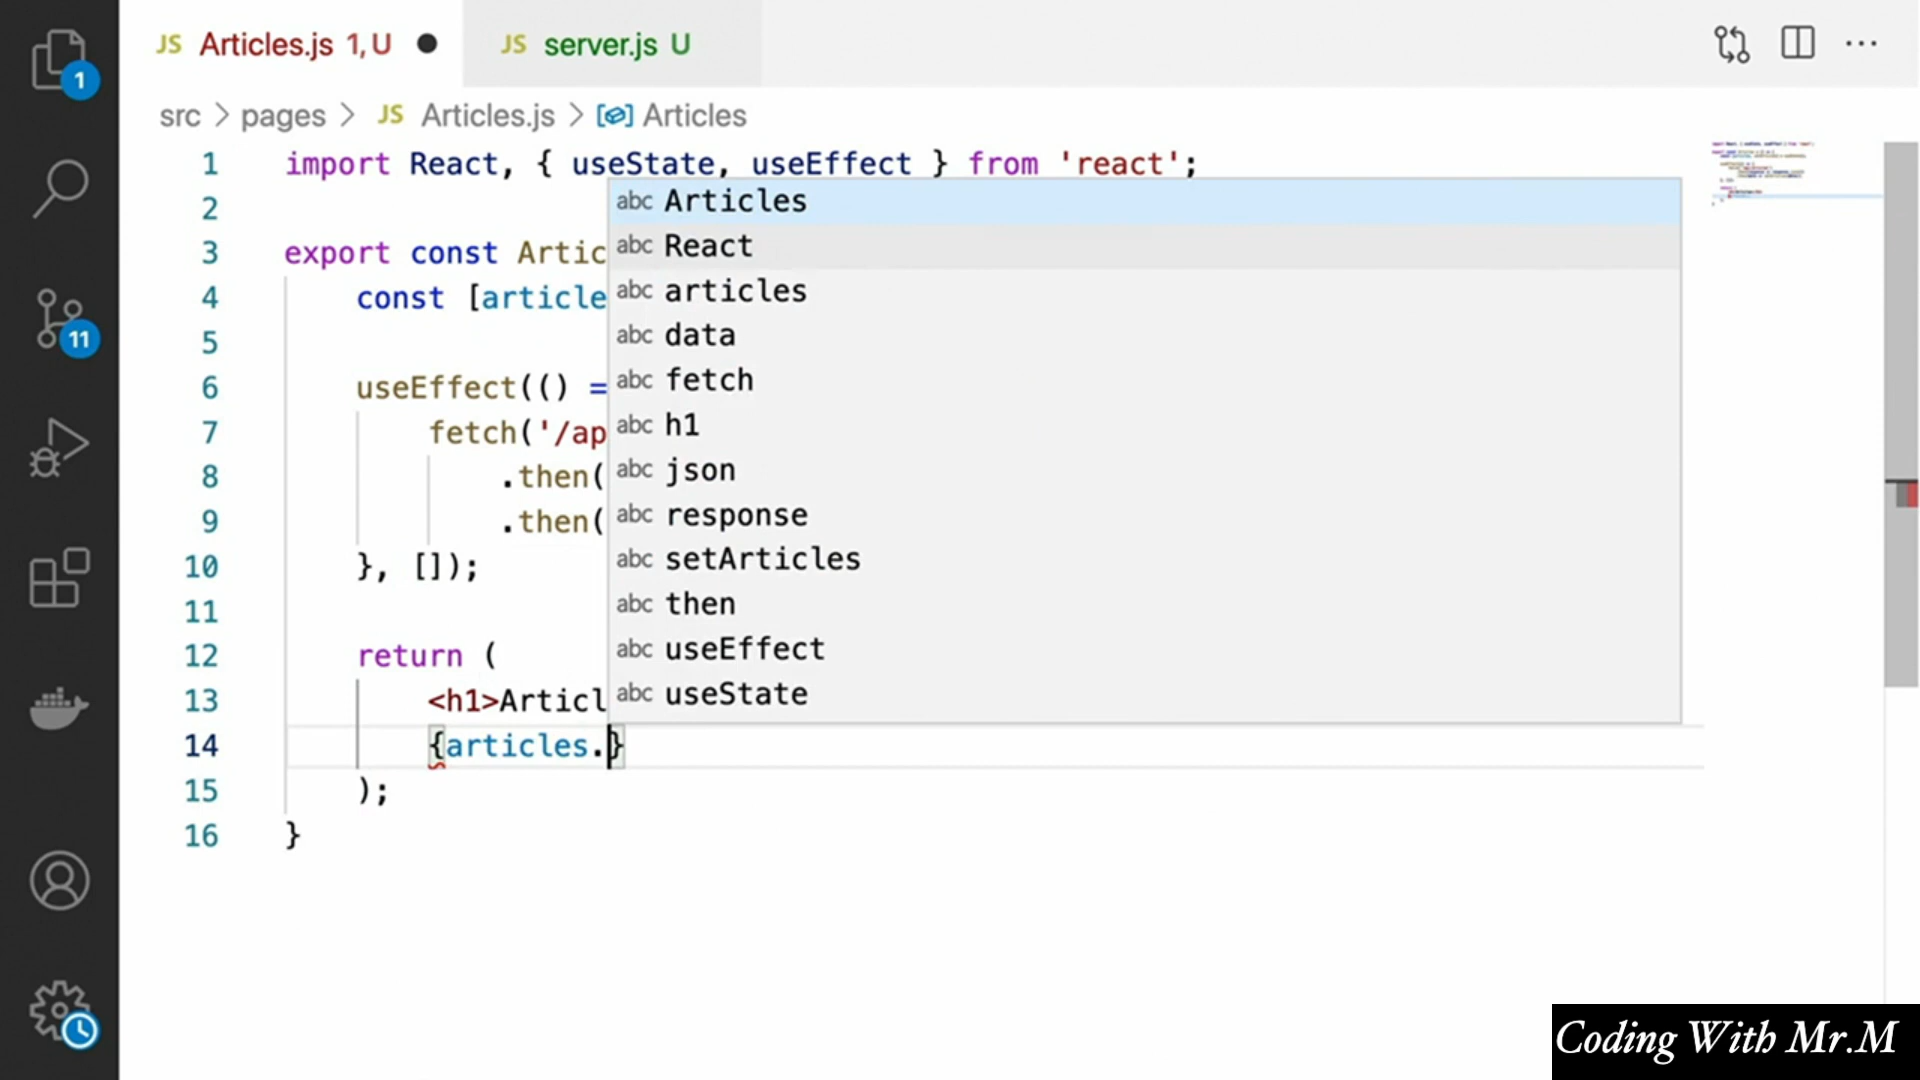 JS Articles.js 1, U
JS server.js U
src > pages > JS Articles.js > Articles
1 import React, { useState, useEffect } from 'react';
2
3 export const Artic
4 const [article
5
6 useEffect(() =
7 fetch('/ap
8 .then(
9 .then(
10 }, []);
11
12 return (
13 <h1>Articl
14 {articles.}
15 );
16 }
abc Articles
abc React
abc articles
abc data
abc fetch
abc h1
abc json
abc response
abc setArticles
abc then
abc useEffect
abc useState
1
11
Coding With Mr.M